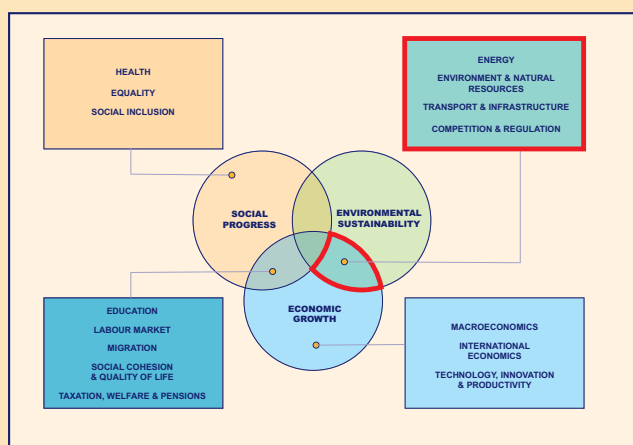 HEALTH
EQUALITY
SOCIAL INCLUSION
ENERGY
ENVIRONMENT & NATURAL
RESOURCES
TRANSPORT & INFRASTRUCTURE
COMPETITION & REGULATION
SOCIAL
PROGRESS
ENVIRONMENTAL
SUSTAINABILITY
ECONOMIC
GROWTH
EDUCATION
LABOUR MARKET
MIGRATION
SOCIAL COHESION
& QUALITY OF LIFE
TAXATION, WELFARE & PENSIONS
MACROECONOMICS
INTERNATIONAL
ECONOMICS
TECHNOLOGY, INNOVATION
& PRODUCTIVITY